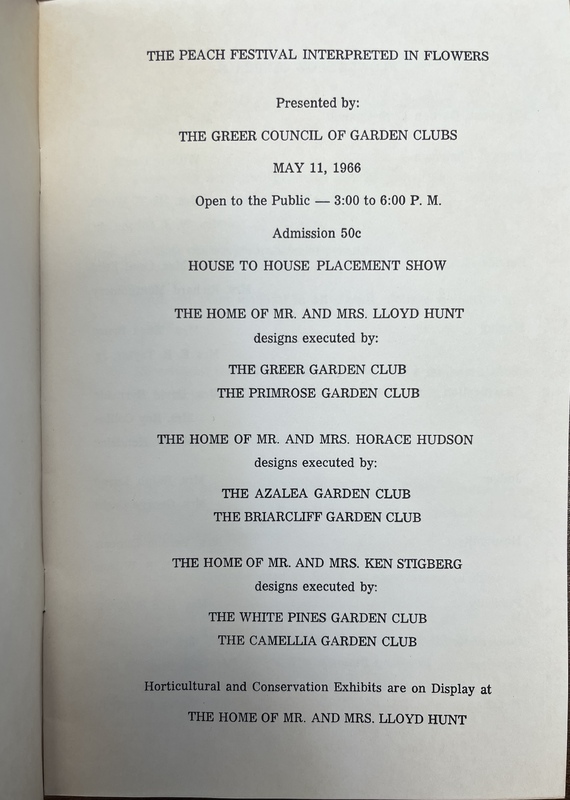 THE PEACH FESTIVAL INTERPRETED IN FLOWERS
Presented by:
THE GREER COUNCIL OF GARDEN CLUBS
MAY 11, 1966
Open to the Public — 3:00 to 6:00 P. M.
Admission 50c
HOUSE TO HOUSE PLACEMENT SHOW
THE HOME OF MR. AND MRS. LLOYD HUNT
designs executed by:
THE GREER GARDEN CLUB
THE PRIMROSE GARDEN CLUB
THE HOME OF MR. AND MRS. HORACE HUDSON
designs executed by:
THE AZALEA GARDEN CLUB
THE BRIARCLIFF GARDEN CLUB
THE HOME OF MR. AND MRS. KEN STIGBERG
designs executed by:
THE WHITE PINES GARDEN CLUB
THE CAMELLIA GARDEN CLUB
Horticultural and Conservation Exhibits are on Display at
THE HOME OF MR. AND MRS. LLOYD HUNT